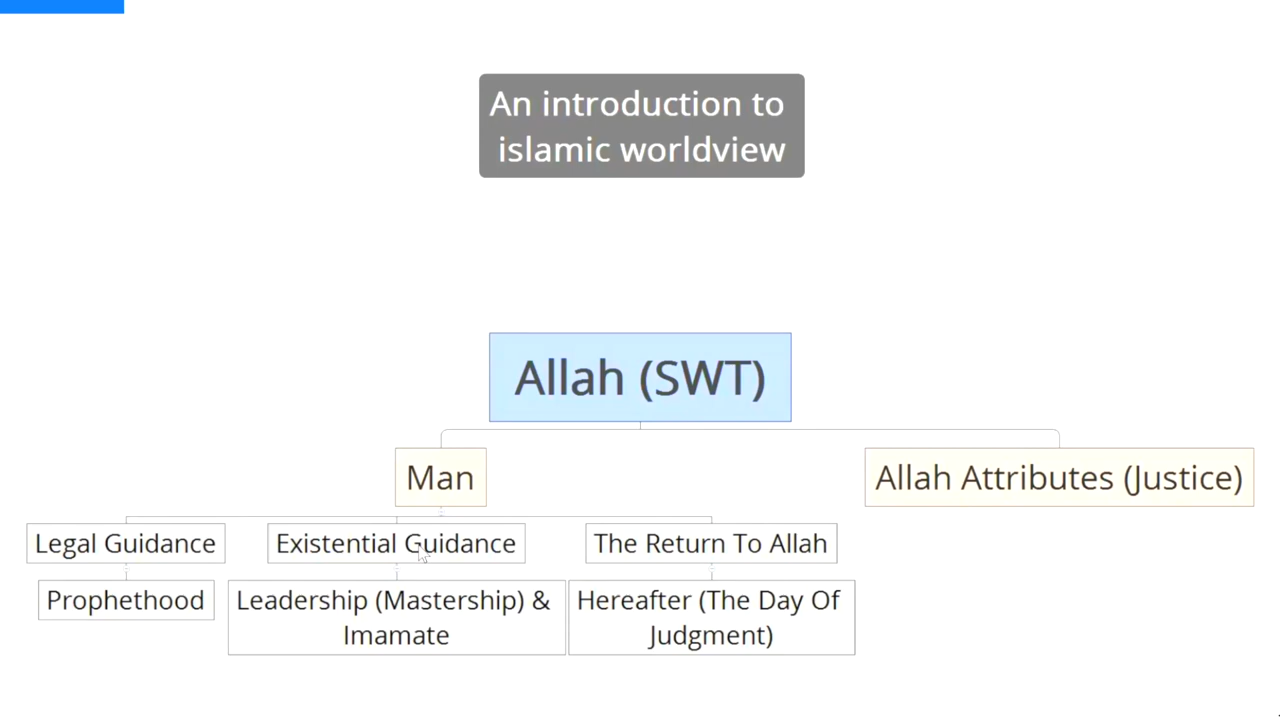 An introduction to
islamic worldview
Allah (SWT)
Man
Allah Attributes (Justice)
Legal Guidance
Existential Guidance
The Return To Allah
Prophethood
Leadership (Mastership) &
Imamate
Hereafter (The Day Of
Judgment)